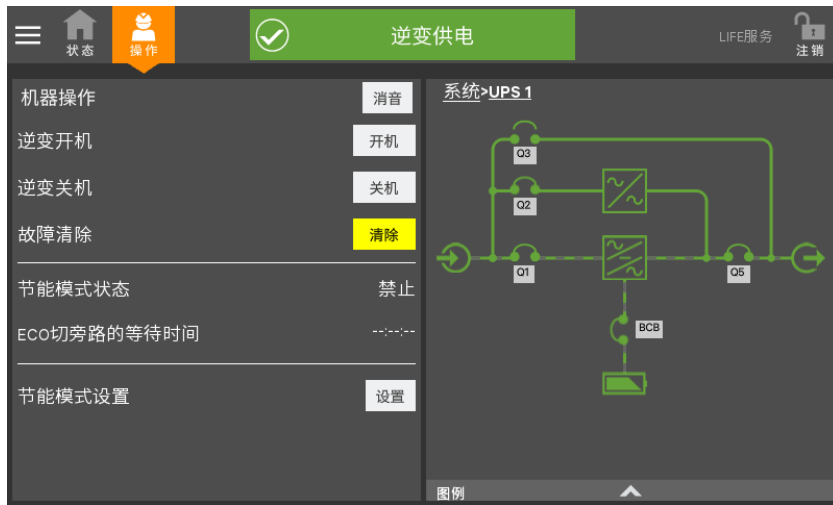 状态
操作
逆变供电
LIFE服务
注销
机器操作
消音
逆变开机
开机
逆变关机
关机
故障清除
清除
节能模式状态
禁止
ECO切旁路的等待时间
--:--:--
节能模式设置
设置
系统>UPS 1
Q3
Q2
Q1
Q5
BCB
图例